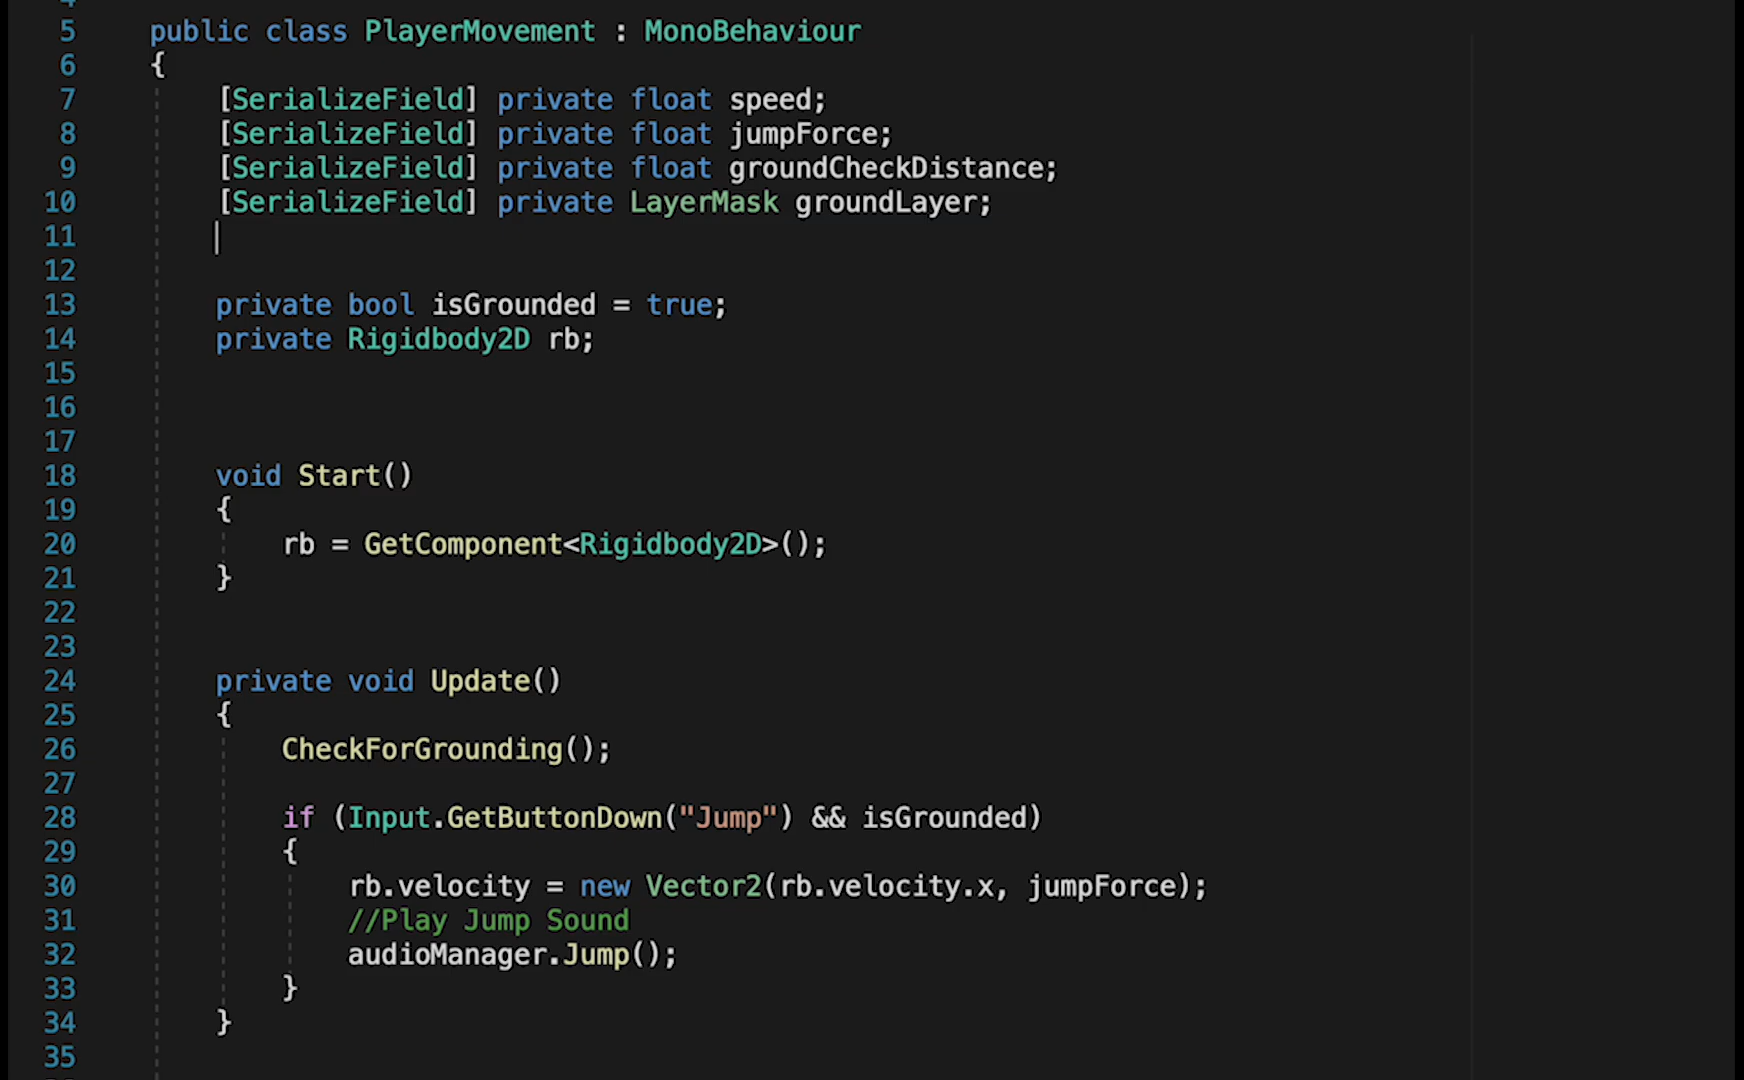 5 public class PlayerMovement : MonoBehaviour
6 {
7 [SerializeField] private float speed;
8 [SerializeField] private float jumpForce;
9 [SerializeField] private float groundCheckDistance;
10 [SerializeField] private LayerMask groundLayer;
11
12
13 private bool isGrounded = true;
14 private Rigidbody2D rb;
15
16
17
18 void Start()
19 {
20 rb = GetComponent<Rigidbody2D>();
21 }
22
23
24 private void Update()
25 {
26 CheckForGrounding();
27
28 if (Input.GetButtonDown("Jump") && isGrounded)
29 {
30 rb.velocity = new Vector2(rb.velocity.x, jumpForce);
31 //Play Jump Sound
32 audioManager.Jump();
33 }
34 }
35